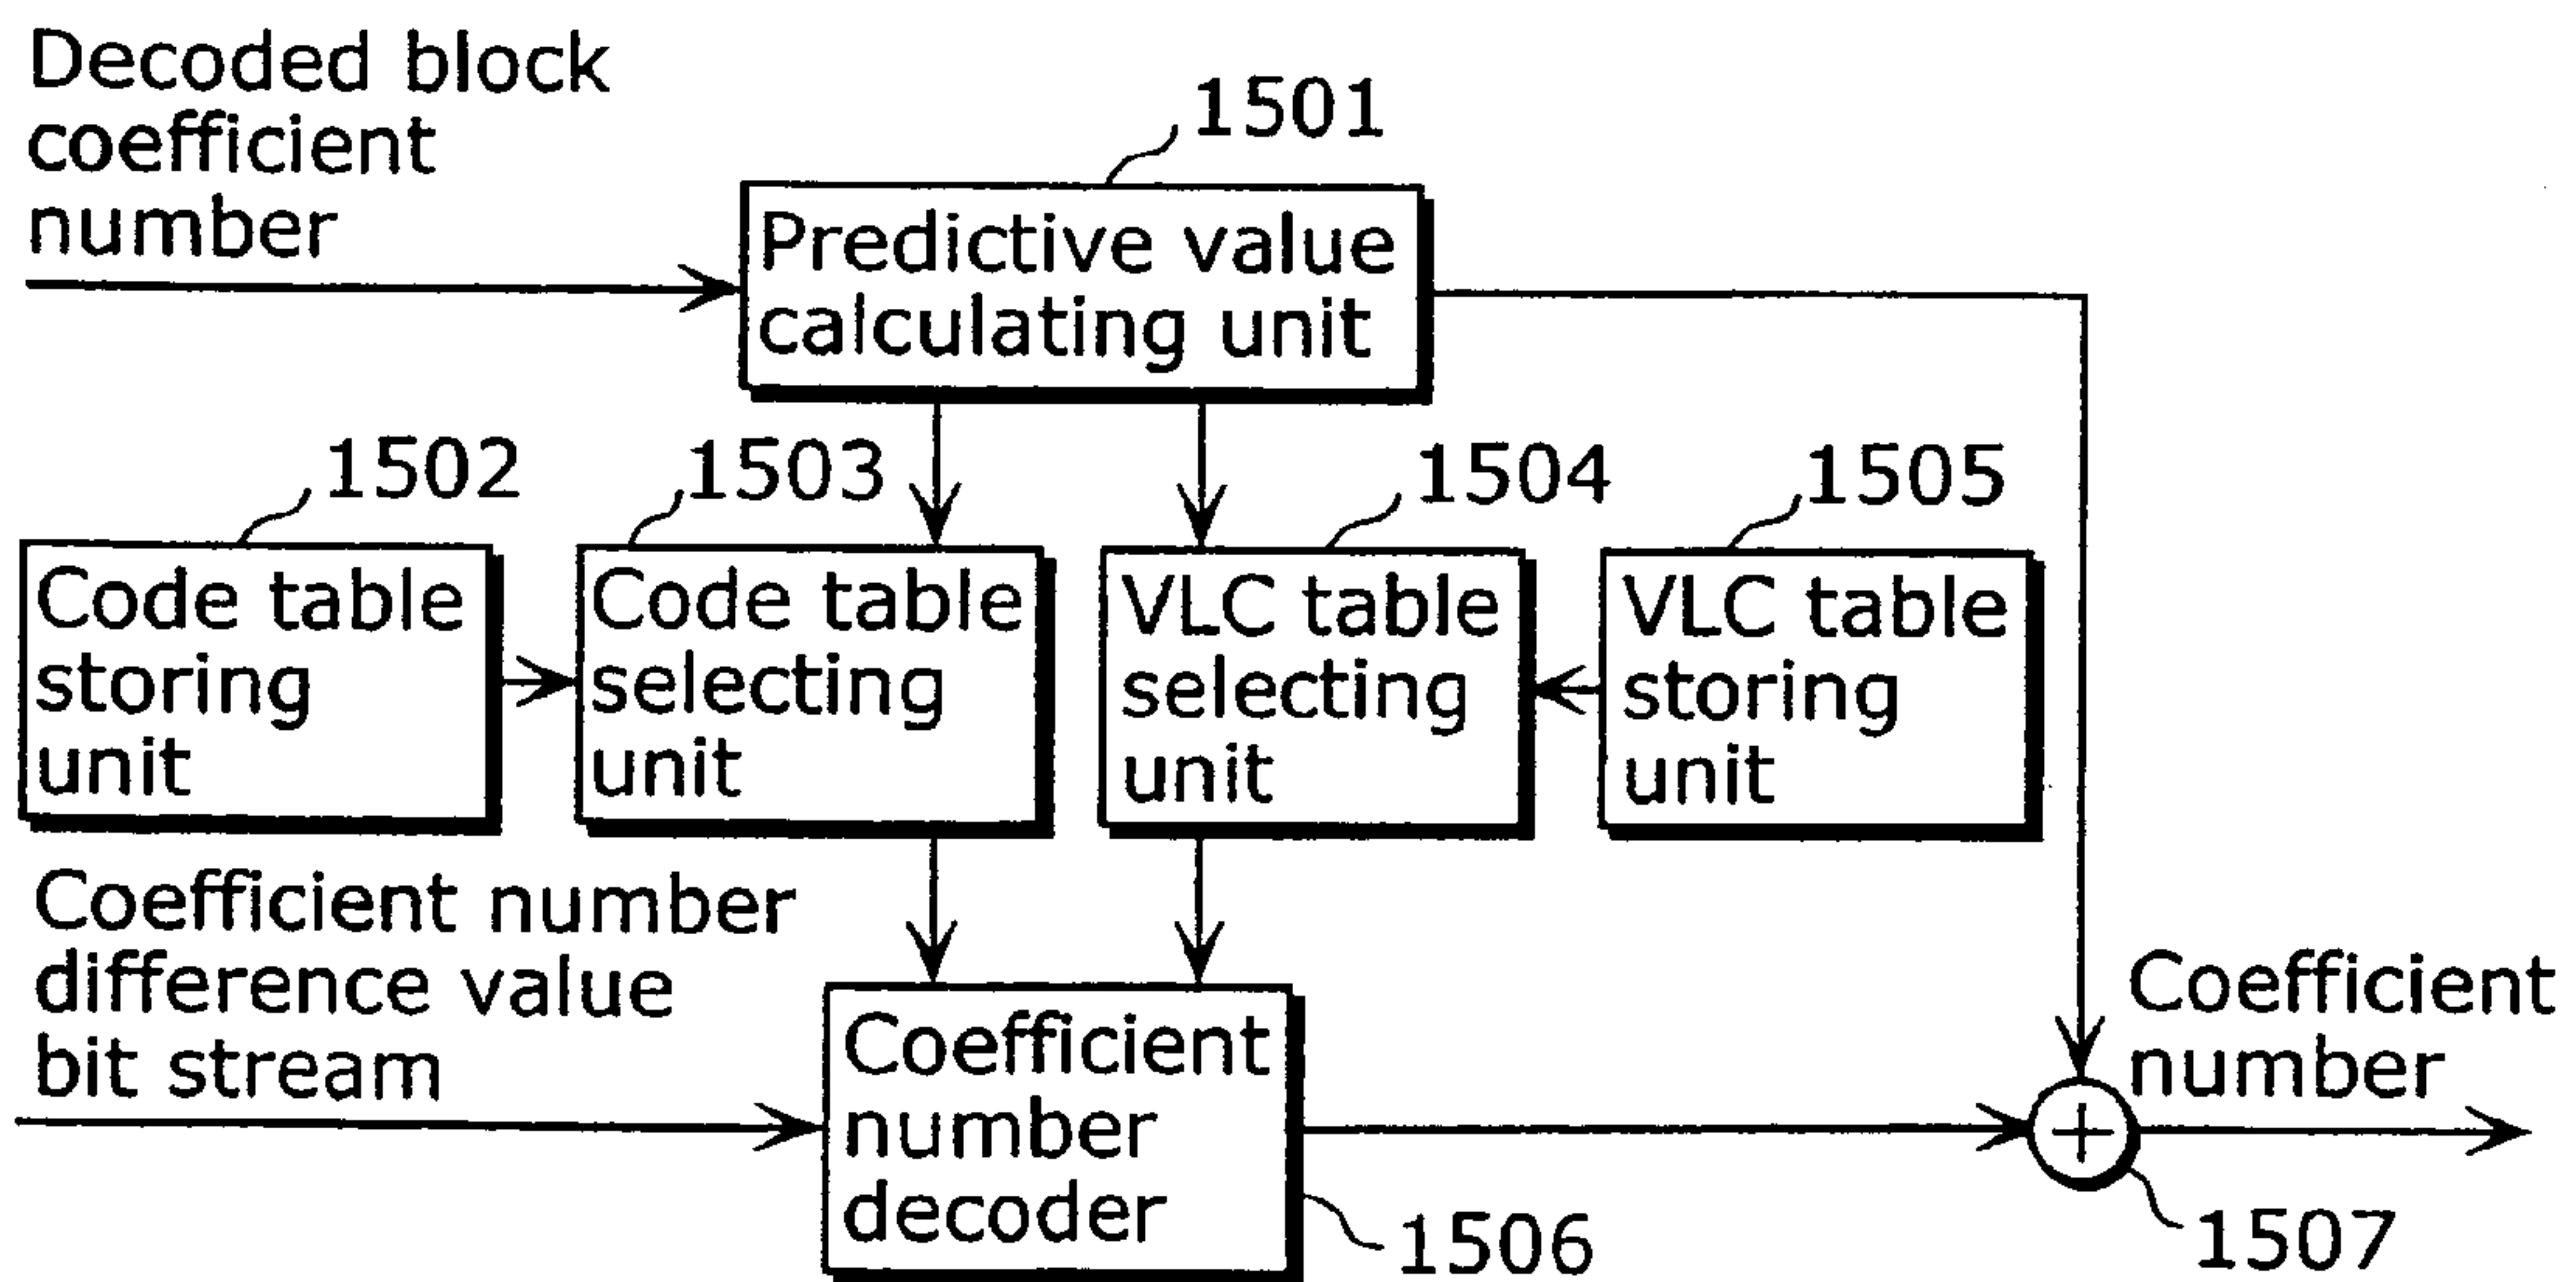 Decoded block
coefficient
number
1501
Predictive value
calculating unit
1502
1503
1504
1505
Code table
storing
unit
Code table
selecting
unit
VLC table
selecting
unit
VLC table
storing
unit
Coefficient number
difference value
bit stream
Coefficient
number
decoder
Coefficient
number
1506
1507